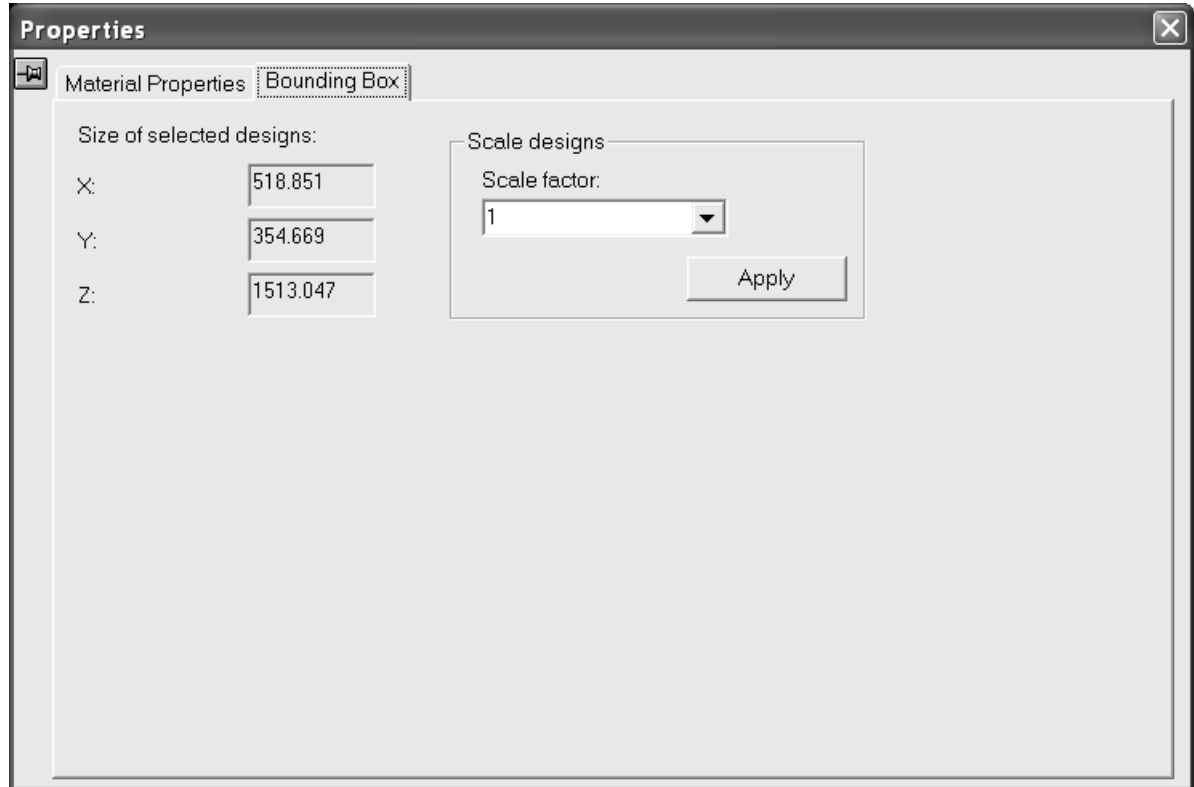 Properties
Material Properties Bounding Box
Size of selected designs:
X: 518.851
Y: 354.669
Z: 1513.047
Scale designs
Scale factor:
1
Apply